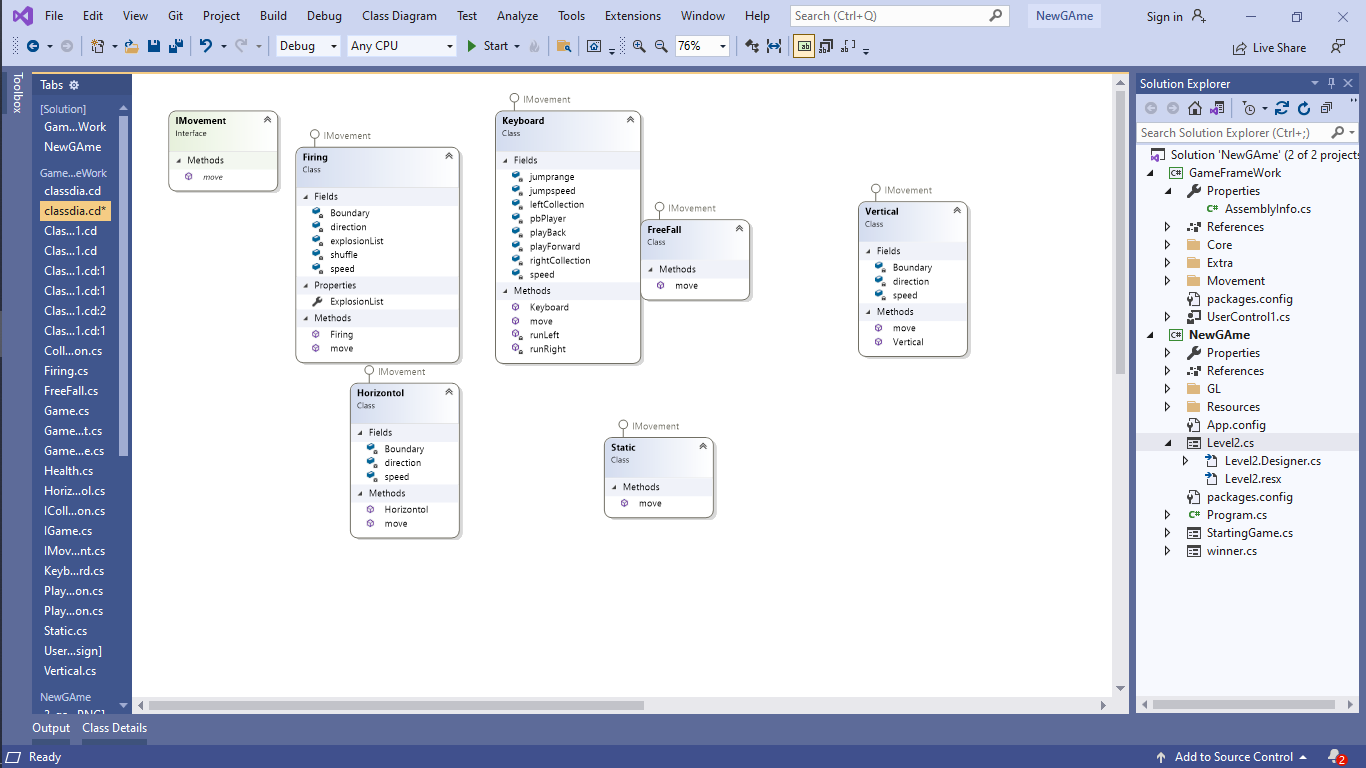 File Edit View Git Project Build Debug Class Diagram Test Analyze Tools Extensions Window Help Search (Ctrl+Q) NewGAme Sign in
Debug Any CPU Start 76% Live Share
Toolbox
Tabs
[Solution]
Gam...Work
NewGAme
Game...eWork
classdia.cd
classdia.cd*
Clas...1.cd
Clas...1.cd
Clas...1.cd:1
Clas...1.cd:1
Clas...1.cd:2
Clas...1.cd:1
Coll...on.cs
Firing.cs
FreeFall.cs
Game.cs
Game...t.cs
Game...e.cs
Health.cs
Horiz...ol.cs
IColl...on.cs
IGame.cs
IMov...nt.cs
Keyb...rd.cs
Play...on.cs
Play...on.cs
Static.cs
User...sign]
Vertical.cs
NewGAme
IMovement
Interface
Methods
move
IMovement
Firing
Class
Fields
Boundary
direction
explosionList
shuffle
speed
Properties
ExplosionList
Methods
Firing
move
IMovement
Keyboard
Class
Fields
jumprange
jumpspeed
leftCollection
pbPlayer
playBack
playForward
rightCollection
speed
Methods
Keyboard
move
runLeft
runRight
IMovement
FreeFall
Class
Methods
move
IMovement
Vertical
Class
Fields
Boundary
direction
speed
Methods
move
Vertical
IMovement
Horizontol
Class
Fields
Boundary
direction
speed
Methods
Horizontol
move
IMovement
Static
Class
Methods
move
Solution Explorer
Search Solution Explorer (Ctrl+;)
Solution 'NewGAme' (2 of 2 projects
GameFrameWork
Properties
AssemblyInfo.cs
References
Core
Extra
Movement
packages.config
UserControl1.cs
NewGAme
Properties
References
GL
Resources
App.config
Level2.cs
Level2.Designer.cs
Level2.resx
packages.config
Program.cs
StartingGame.cs
winner.cs
Output Class Details
Ready Add to Source Control 2